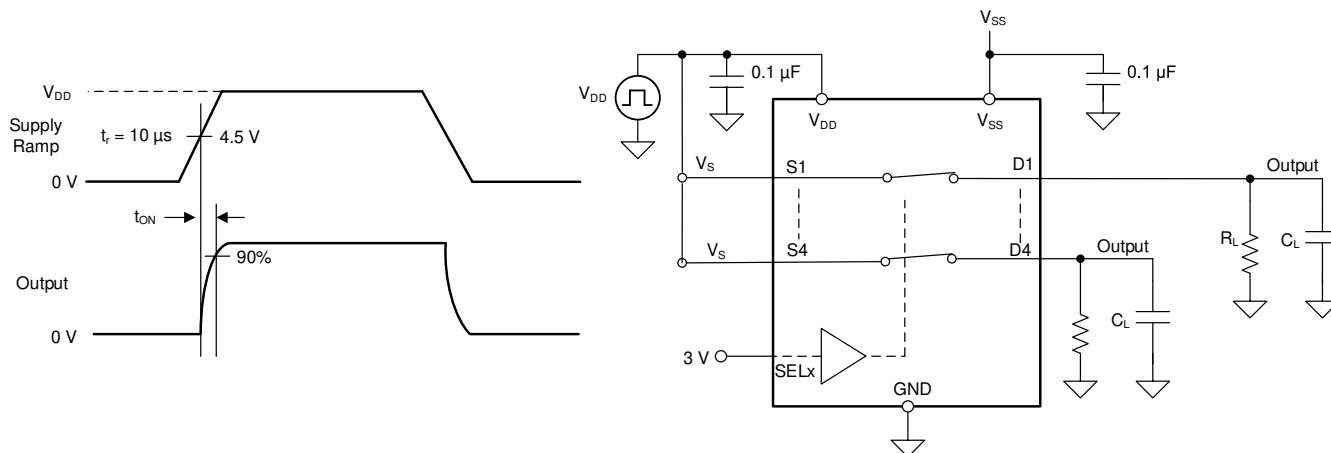 V_DD
Supply
Ramp
t_r = 10 µs
4.5 V
0 V
t_ON
90%
Output
0 V
V_SS
0.1 µF
0.1 µF
V_DD
V_DD
V_SS
V_S
S1
D1
Output
V_S
S4
D4
Output
R_L
C_L
C_L
3 V
SELx
GND